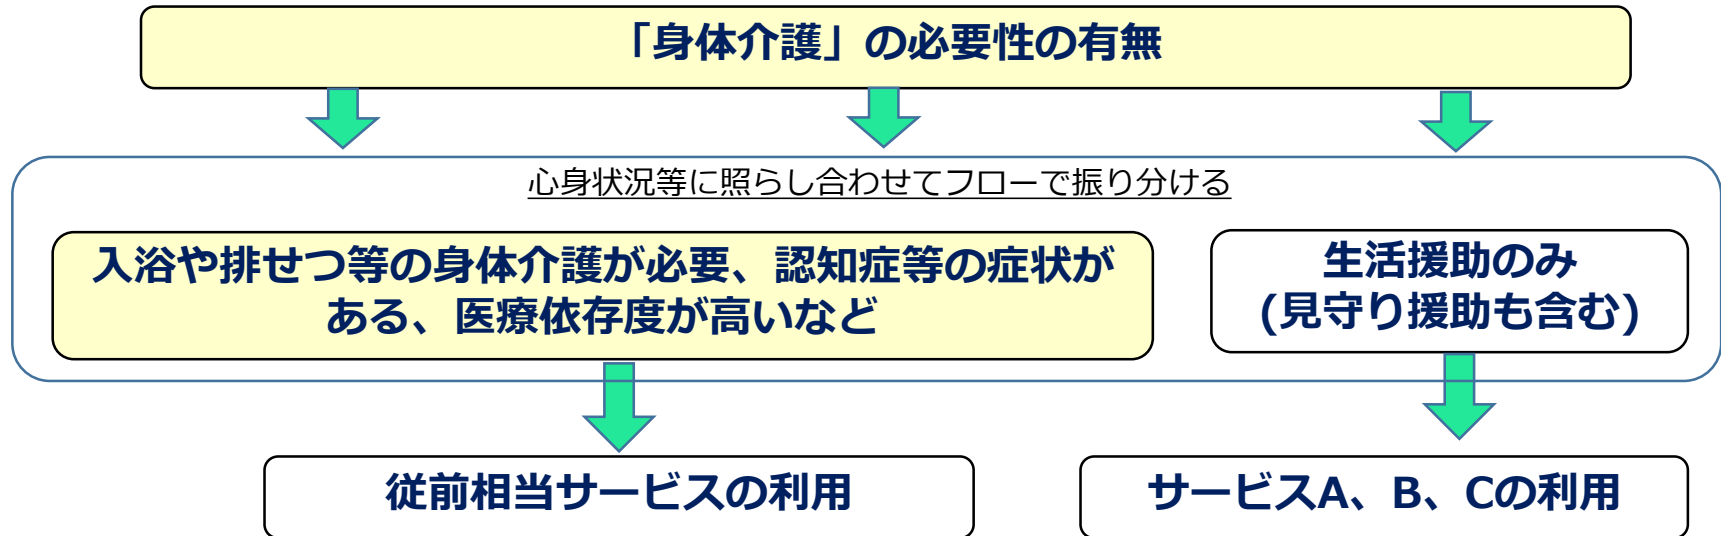 「身体介護」の必要性の有無
心身状況等に照らし合わせてフローで振り分ける
入浴や排せつ等の身体介護が必要、認知症等の症状が
ある、医療依存度が高いなど
生活援助のみ
(見守り援助も含む)
従前相当サービスの利用
サービスA、B、Cの利用